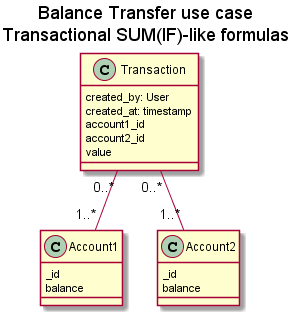 Balance Transfer use case
Transactional SUM(IF)-like formulas
C Transaction
created_by: User
created_at: timestamp
account1_id
account2_id
value
0..* 0..*
1..* 1..*
C Account1
_id
balance
C Account2
_id
balance